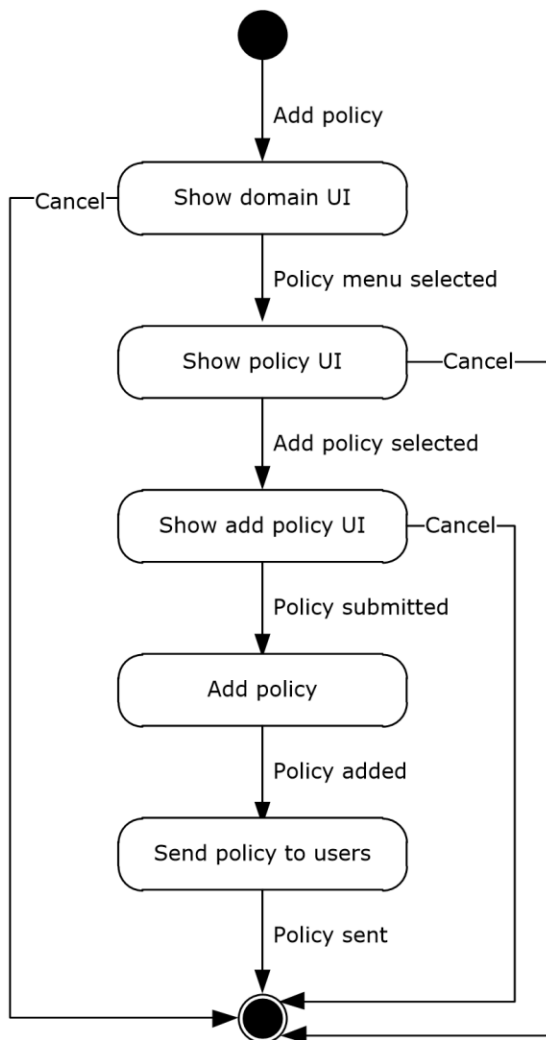 Add policy
Cancel
Show domain UI
Policy menu selected
Show policy UI
Cancel
Add policy selected
Show add policy UI
Cancel
Policy submitted
Add policy
Policy added
Send policy to users
Policy sent